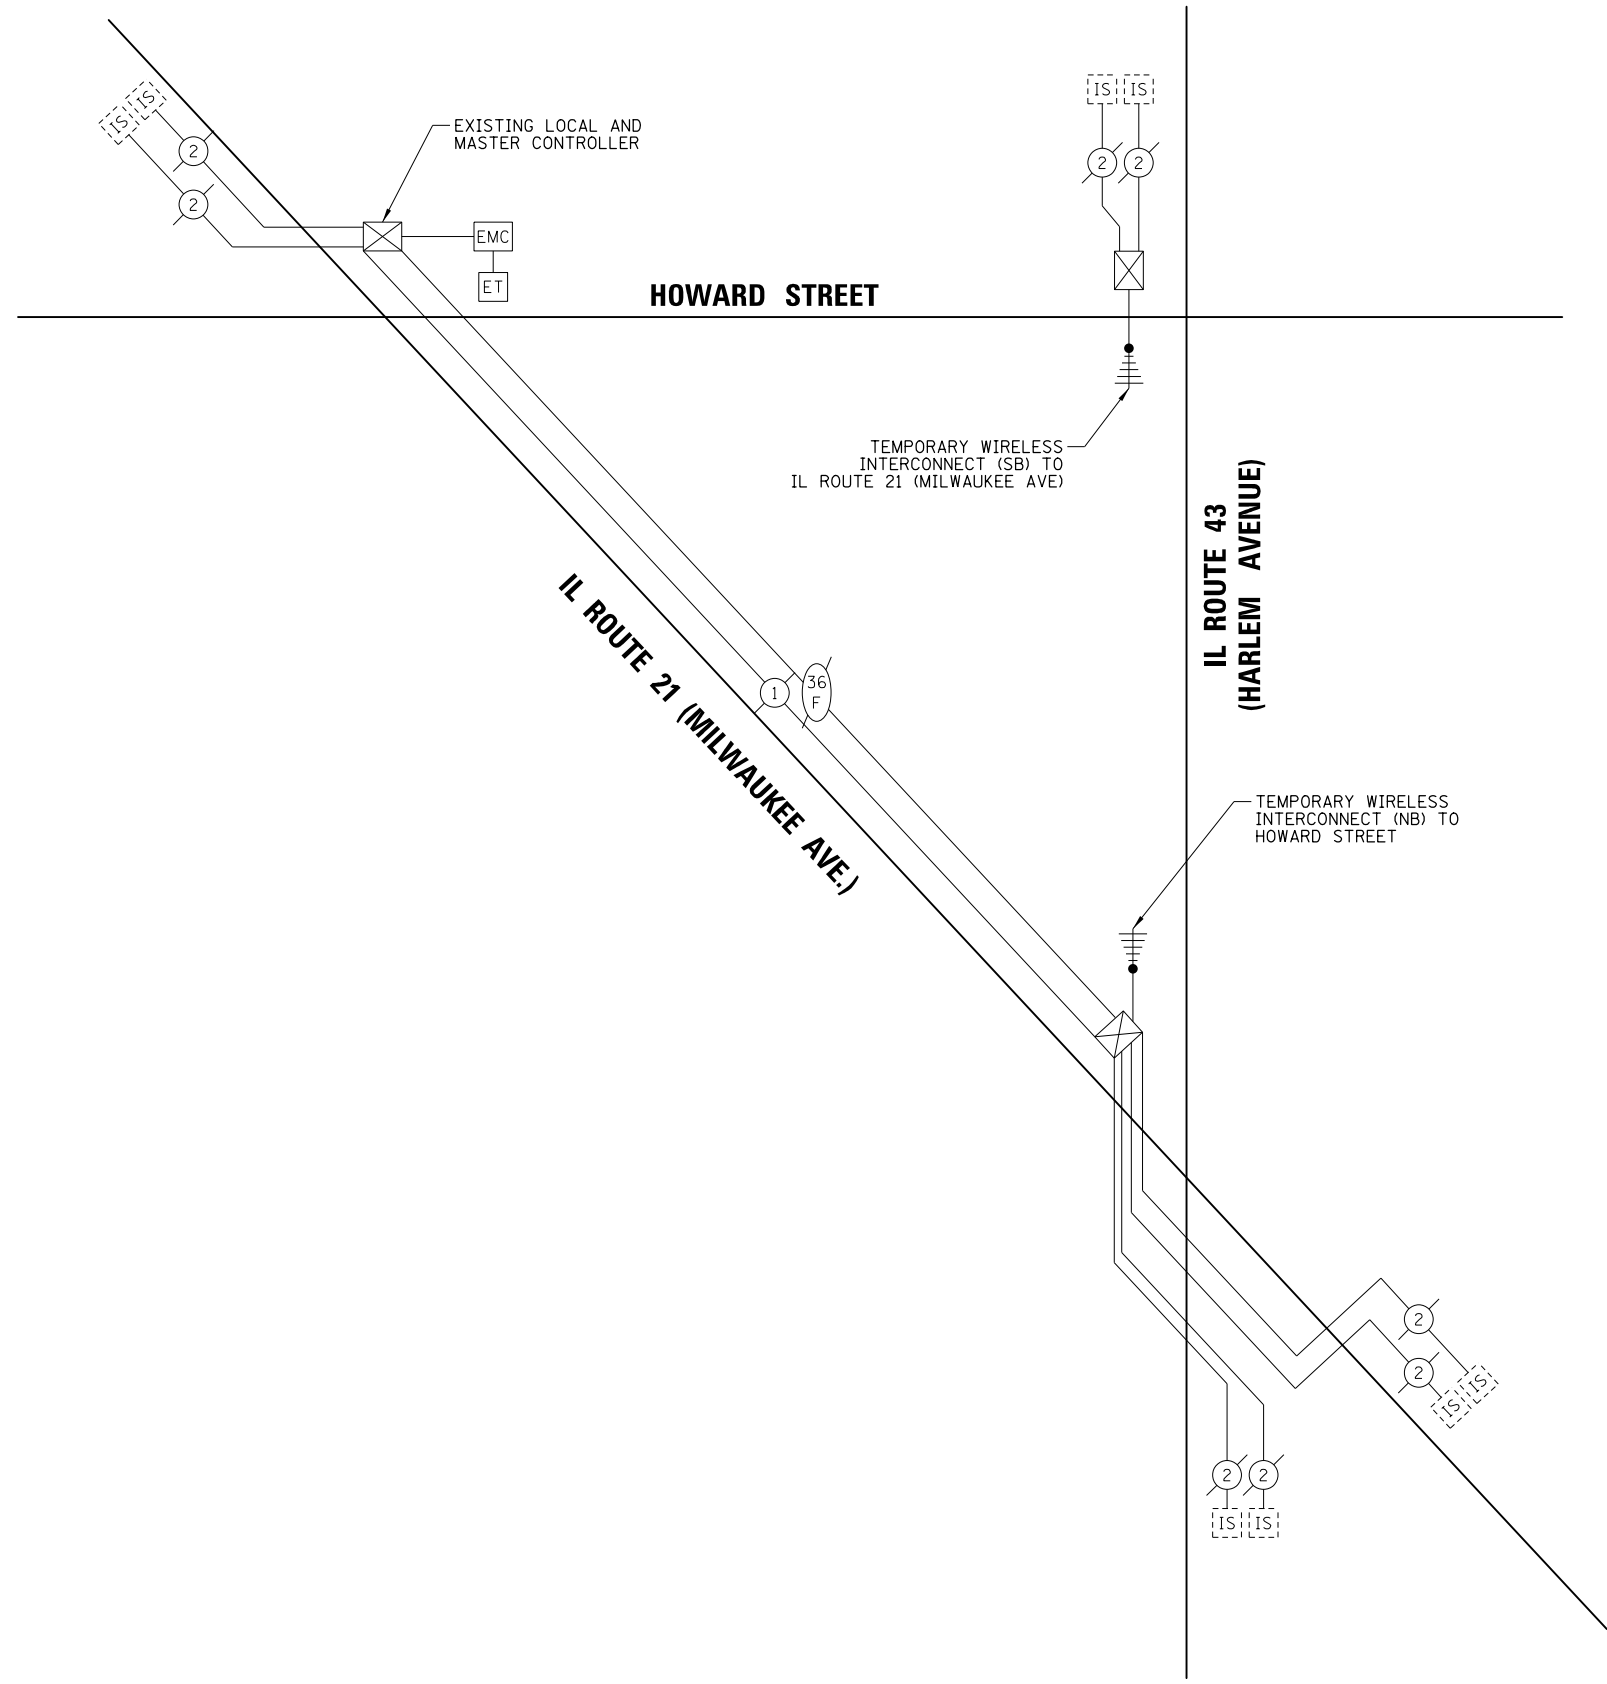 IS IS
IS IS
2
2 2
2
EXISTING LOCAL AND
MASTER CONTROLLER
EMC
ET
HOWARD STREET
TEMPORARY WIRELESS
INTERCONNECT (SB) TO
IL ROUTE 21 (MILWAUKEE AVE)
IL ROUTE 43
(HARLEM AVENUE)
IL ROUTE 21 (MILWAUKEE AVE.)
1
36
F
TEMPORARY WIRELESS
INTERCONNECT (NB) TO
HOWARD STREET
2
2
IS
IS
2 2
IS IS